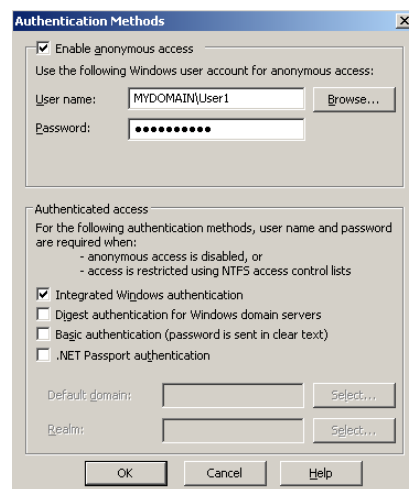 Authentication Methods
Enable anonymous access
Use the following Windows user account for anonymous access:
User name: MYDOMAIN\User1 Browse...
Password: ●●●●●●●●●●
Authenticated access
For the following authentication methods, user name and password
are required when:
- anonymous access is disabled, or
- access is restricted using NTFS access control lists
Integrated Windows authentication
Digest authentication for Windows domain servers
Basic authentication (password is sent in clear text)
.NET Passport authentication
Default domain: Select...
Realm: Select...
OK Cancel Help